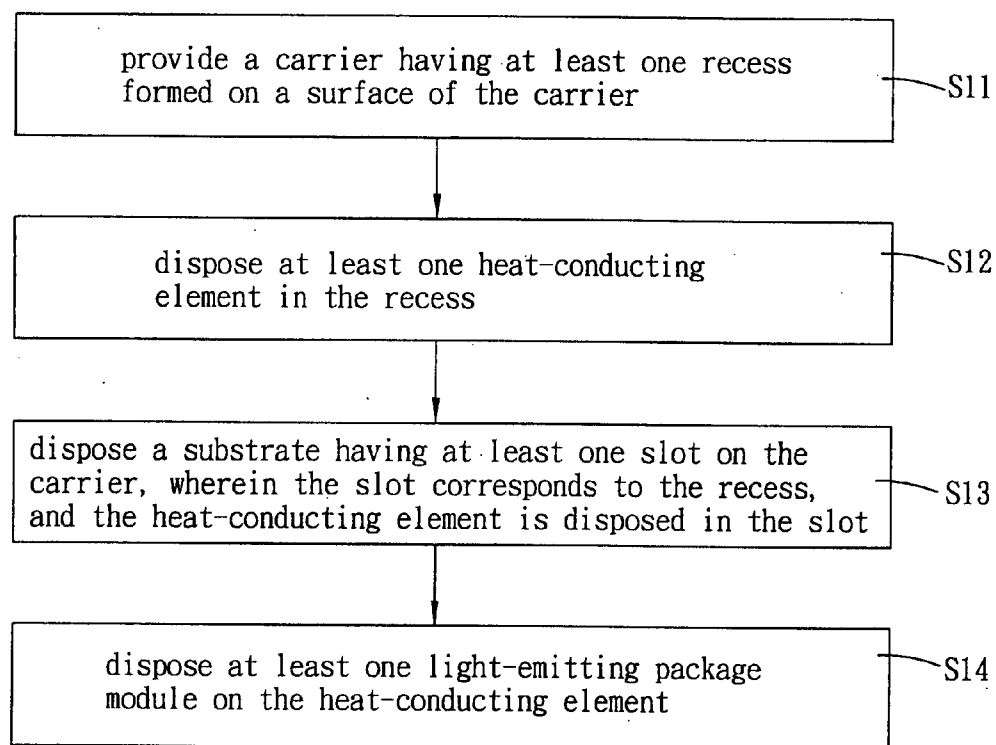 provide a carrier having at least one recess
formed on a surface of the carrier
S11
dispose at least one heat-conducting
element in the recess
S12
dispose a substrate having at least one slot on the
carrier, wherein the slot corresponds to the recess,
and the heat-conducting element is disposed in the slot
S13
dispose at least one light-emitting package
module on the heat-conducting element
S14